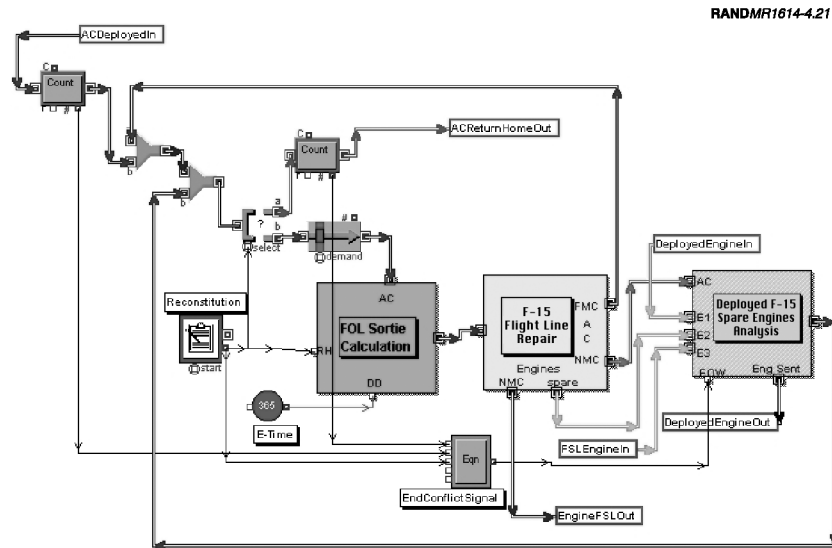 RANDMR1614-4.21
ACDeployedIn
C
Count
#
b
b
C
Count
#
ACReturnHomeOut
a
?
b
select
#
demand
Reconstitution
start
AC
FOL Sortie
Calculation
RH
DD
365
E-Time
F-15
Flight Line
Repair
FMC
A
C
NMC
Engines
NMC
spare
DeployedEngineIn
AC
E1
E2
E3
Deployed F-15
Spare Engines
Analysis
EOW
Eng Sent
DeployedEngineOut
FSLEngineIn
Eqn
EndConflictSignal
EngineFSLOut